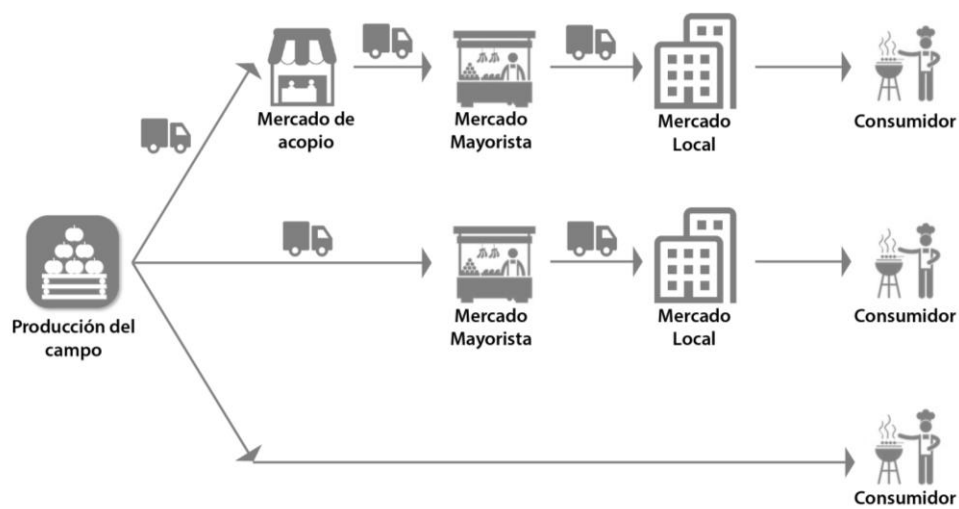 Mercado de
acopio
Mercado
Mayorista
Mercado
Local
Consumidor
Producción del
campo
Mercado
Mayorista
Mercado
Local
Consumidor
Consumidor